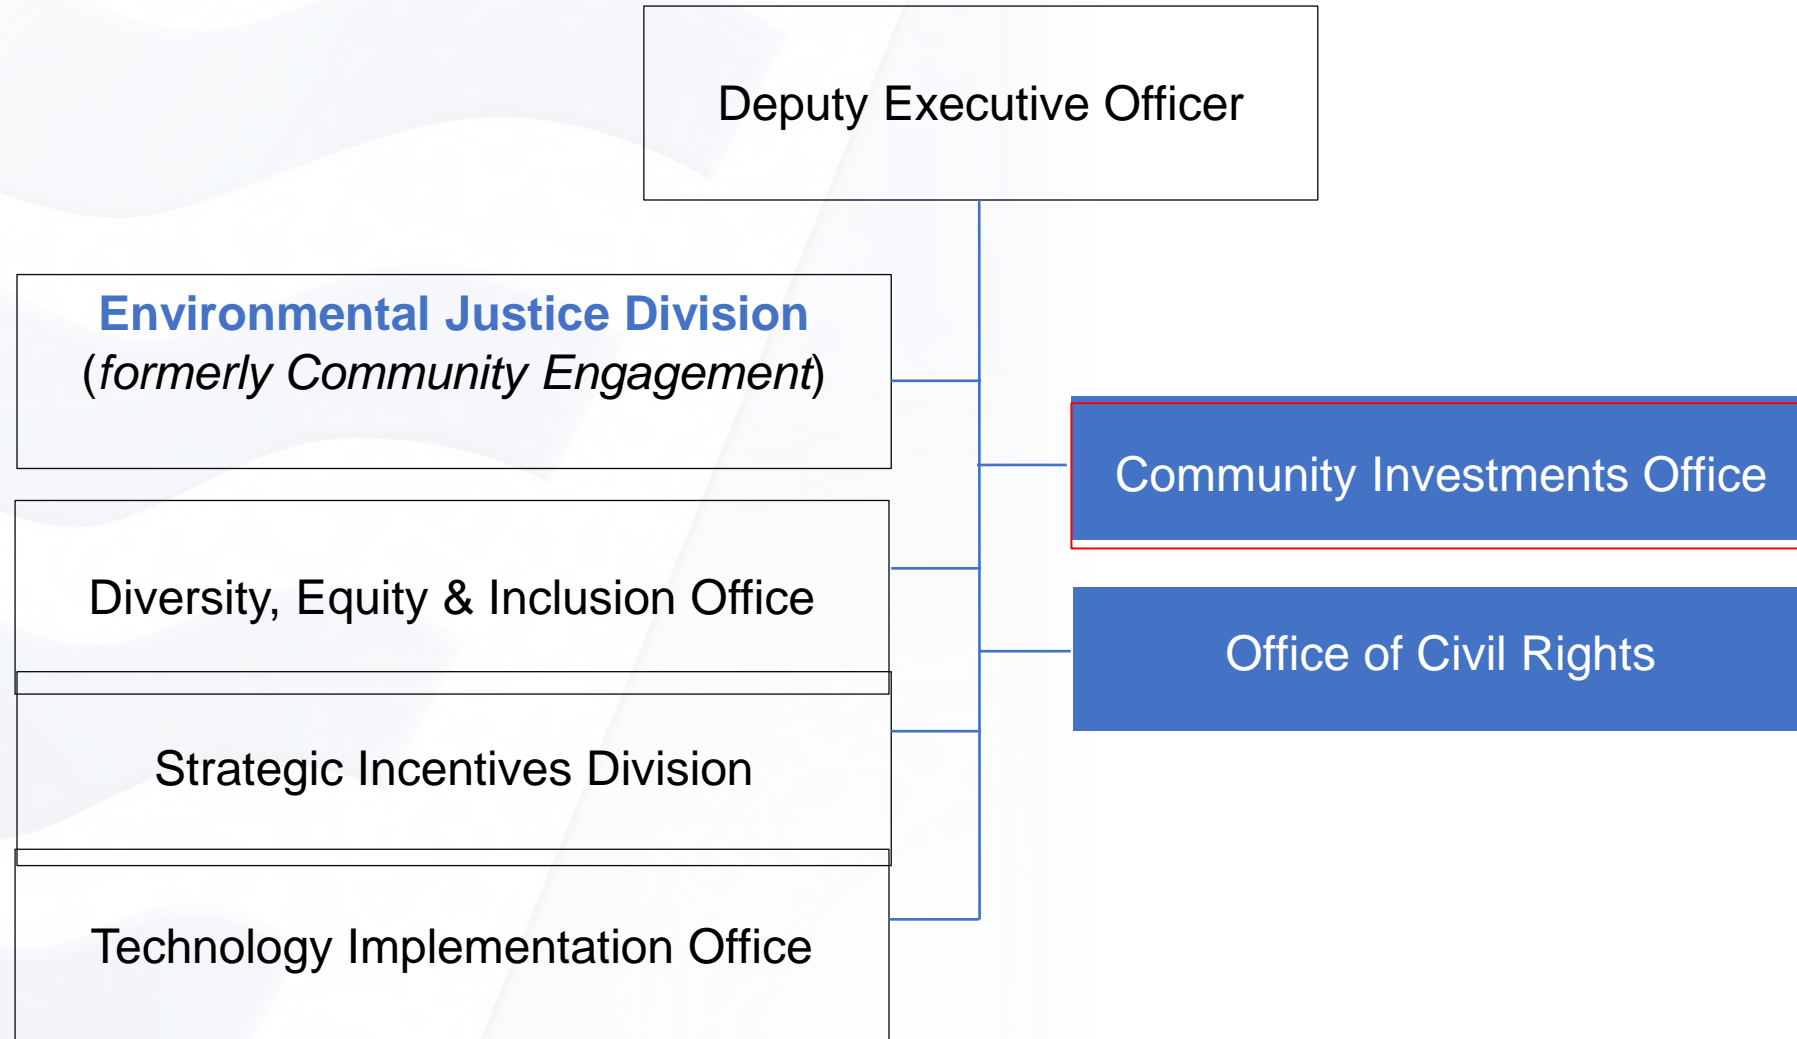 Deputy Executive Officer
Environmental Justice Division
(formerly Community Engagement)
Community Investments Office
Diversity, Equity & Inclusion Office
Office of Civil Rights
Strategic Incentives Division
Technology Implementation Office